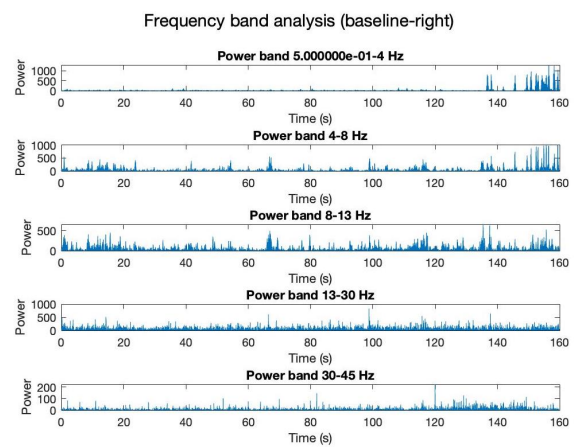 Frequency band analysis (baseline-right)
Power band 5.000000e-01-4 Hz
Power
1000
500
0
0 20 40 60 80 100 120 140 160
Time (s)
Power band 4-8 Hz
Power
1000
500
0
0 20 40 60 80 100 120 140 160
Time (s)
Power band 8-13 Hz
Power
500
0
0 20 40 60 80 100 120 140 160
Time (s)
Power band 13-30 Hz
Power
1000
500
0
0 20 40 60 80 100 120 140 160
Time (s)
Power band 30-45 Hz
Power
200
100
0
0 20 40 60 80 100 120 140 160
Time (s)